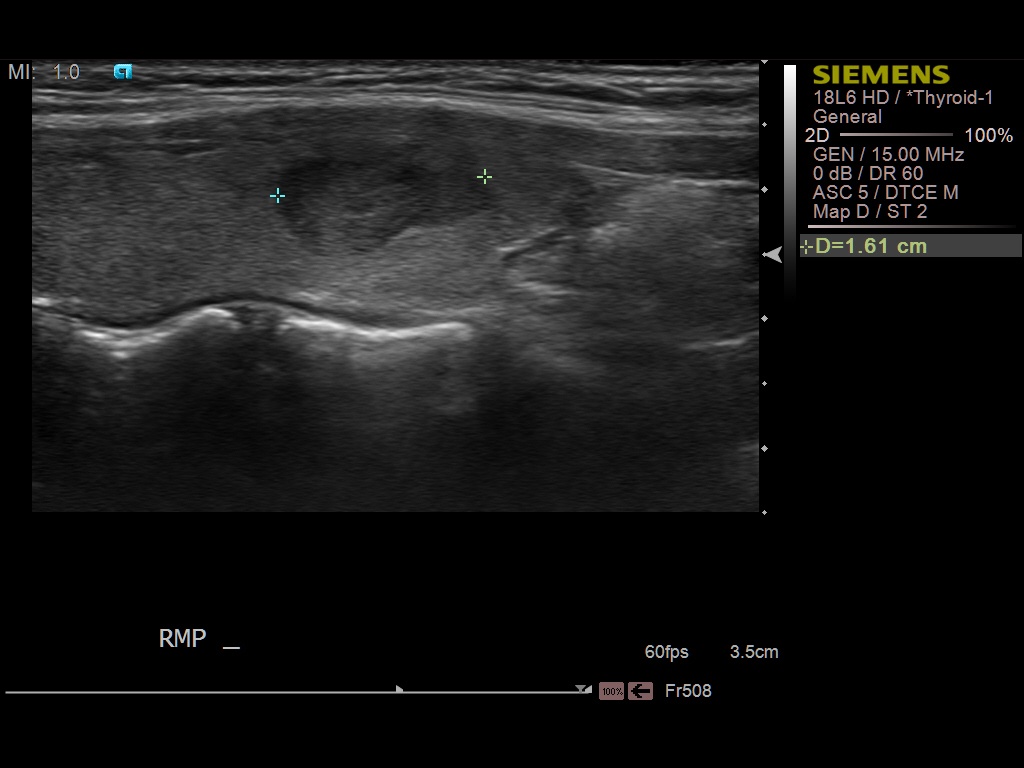 MI: 1.0
SIEMENS
18L6 HD / *Thyroid-1
General
2D 100%
GEN / 15.00 MHz
0 dB / DR 60
ASC 5 / DTCE M
Map D / ST 2
D=1.61 cm
RMP _
60fps 3.5cm
100% Fr508